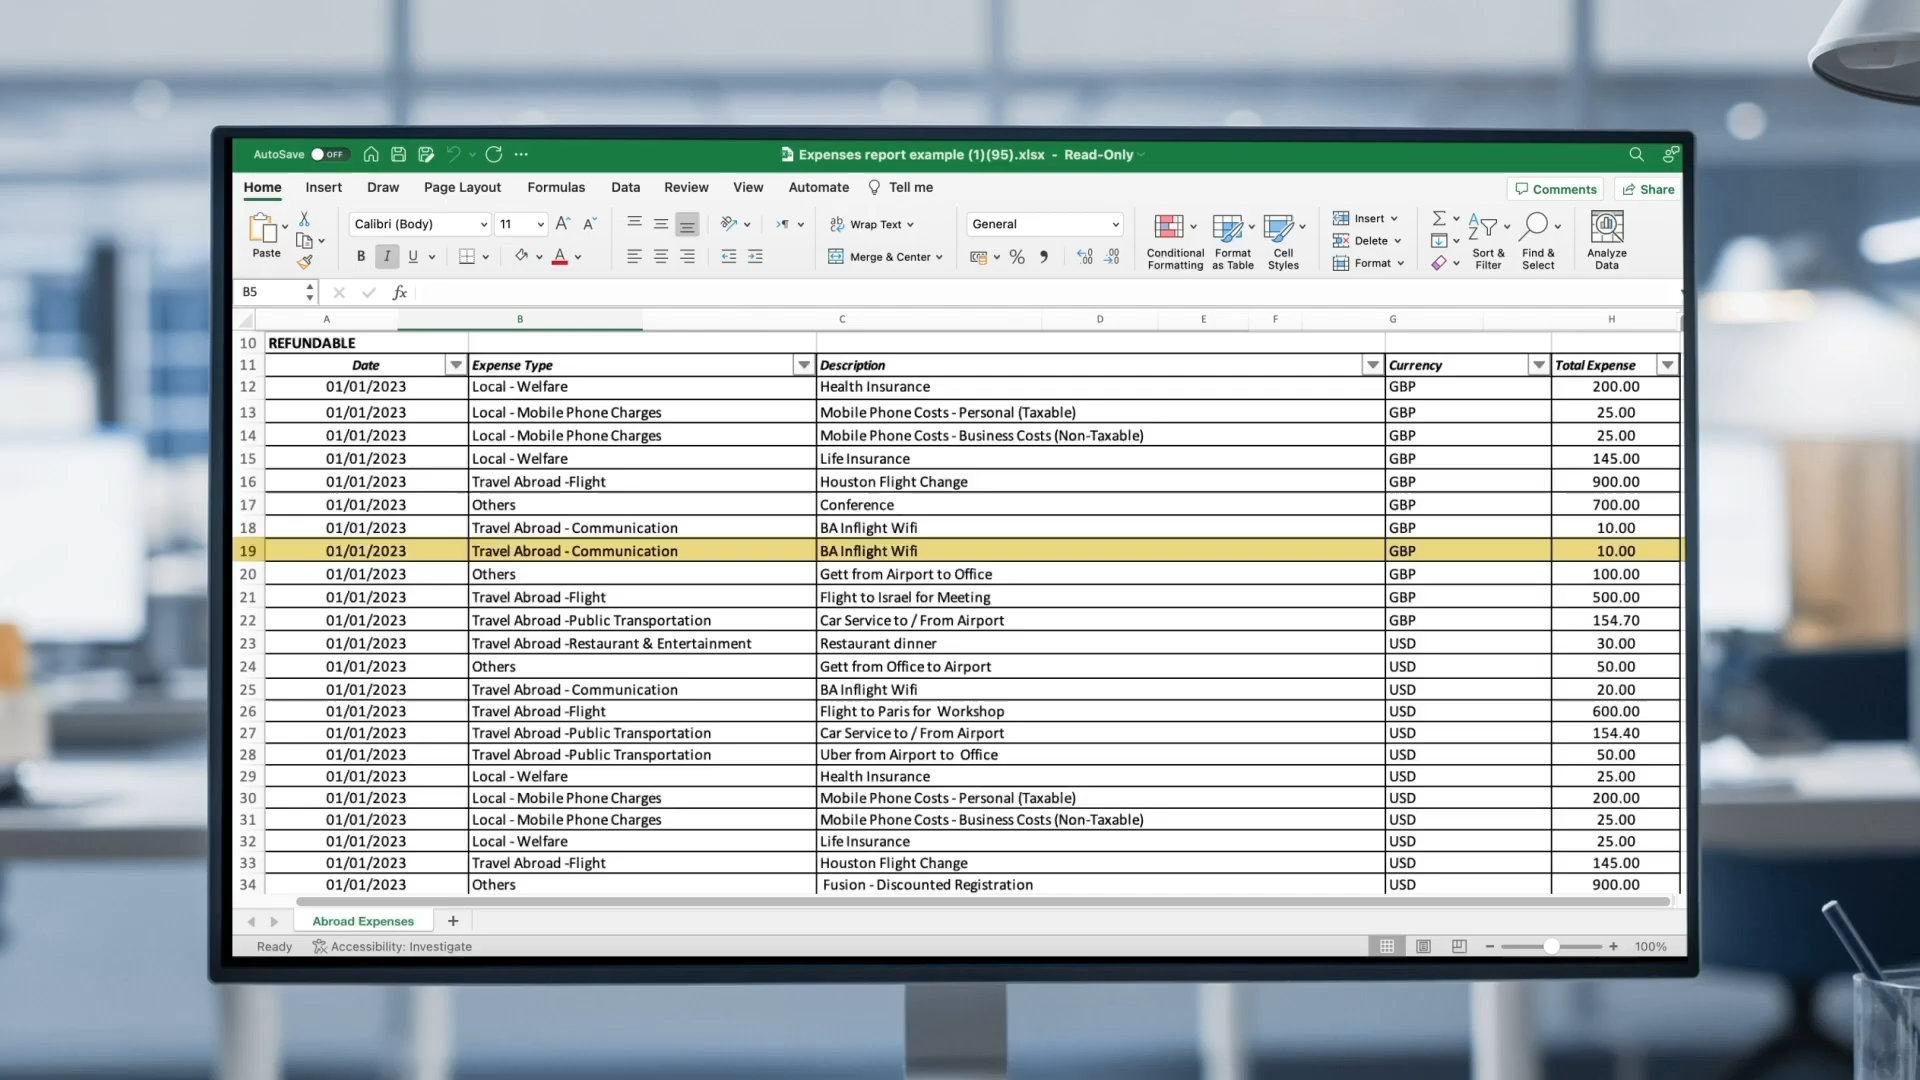 AutoSave OFF Expenses report example (1)(95).xlsx - Read-Only
Home Insert Draw Page Layout Formulas Data Review View Automate Tell me Comments Share
Paste Calibri (Body) 11 Wrap Text General Insert
B I U Merge & Center % Delete
Conditional Formatting Format as Table Cell Styles Format Sort & Filter Find & Select Analyze Data
B5 fx
A B C D E F G H
10 REFUNDABLE
11 Date Expense Type Description Currency Total Expense
12 01/01/2023 Local - Welfare Health Insurance GBP 200.00
13 01/01/2023 Local - Mobile Phone Charges Mobile Phone Costs - Personal (Taxable) GBP 25.00
14 01/01/2023 Local - Mobile Phone Charges Mobile Phone Costs - Business Costs (Non-Taxable) GBP 25.00
15 01/01/2023 Local - Welfare Life Insurance GBP 145.00
16 01/01/2023 Travel Abroad -Flight Houston Flight Change GBP 900.00
17 01/01/2023 Others Conference GBP 700.00
18 01/01/2023 Travel Abroad - Communication BA Inflight Wifi GBP 10.00
19 01/01/2023 Travel Abroad - Communication BA Inflight Wifi GBP 10.00
20 01/01/2023 Others Gett from Airport to Office GBP 100.00
21 01/01/2023 Travel Abroad -Flight Flight to Israel for Meeting GBP 500.00
22 01/01/2023 Travel Abroad -Public Transportation Car Service to / From Airport GBP 154.70
23 01/01/2023 Travel Abroad -Restaurant & Entertainment Restaurant dinner USD 30.00
24 01/01/2023 Others Gett from Office to Airport USD 50.00
25 01/01/2023 Travel Abroad - Communication BA Inflight Wifi USD 20.00
26 01/01/2023 Travel Abroad -Flight Flight to Paris for Workshop USD 600.00
27 01/01/2023 Travel Abroad -Public Transportation Car Service to / From Airport USD 154.40
28 01/01/2023 Travel Abroad -Public Transportation Uber from Airport to Office USD 50.00
29 01/01/2023 Local - Welfare Health Insurance USD 25.00
30 01/01/2023 Local - Mobile Phone Charges Mobile Phone Costs - Personal (Taxable) USD 200.00
31 01/01/2023 Local - Mobile Phone Charges Mobile Phone Costs - Business Costs (Non-Taxable) USD 25.00
32 01/01/2023 Local - Welfare Life Insurance USD 25.00
33 01/01/2023 Travel Abroad -Flight Houston Flight Change USD 145.00
34 01/01/2023 Others Fusion - Discounted Registration USD 900.00
Abroad Expenses +
Ready Accessibility: Investigate 100%